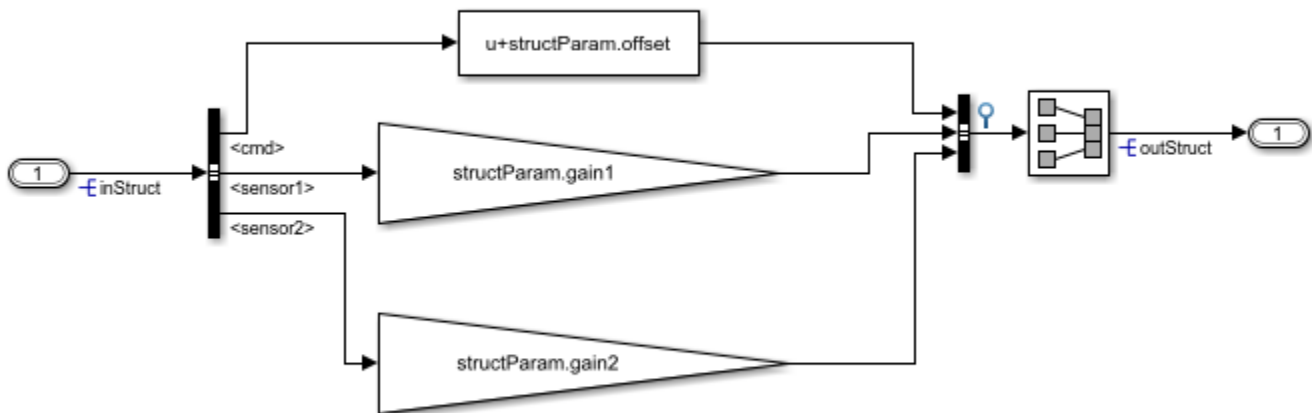 u+structParam.offset
<cmd>
1
inStruct
<sensor1>
structParam.gain1
outStruct
1
<sensor2>
structParam.gain2